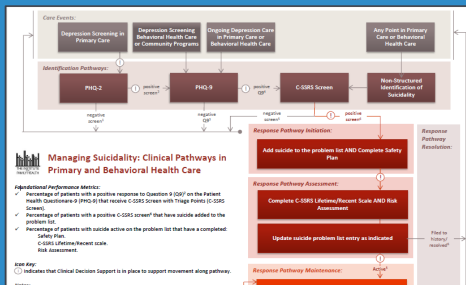 Care Events:
Depression Screening in
Primary Care
Depression Screening
Behavioral Health Care
or Community Programs
Ongoing Depression Care
in Primary Care or
Behavioral Health Care
Any Point in Primary
Care or Behavioral
Health Care
Identification Pathways:
PHQ-2
positive
screen¹
PHQ-9
positive
Q9²
C-SSRS Screen
Non-Structured
Identification of
Suicidality
negative
screen¹
negative
Q9²
negative
screen³
positive
screen³
Response Pathway Initiation:
Add suicide to the problem list AND Complete Safety
Plan
Response
Pathway
Resolution:
Managing Suicidality: Clinical Pathways in
Primary and Behavioral Health Care
Foundational Performance Metrics:
Percentage of patients with a positive response to Question 9 (Q9)² on the Patient
Health Questionare-9 (PHQ-9) that receive C-SSRS Screen with Triage Points (C-SSRS
Screen).
Percentage of patients with a positive C-SSRS screen³ that have suicide added to the
problem list.
Percentage of patients with suicide active on the problem list that have a completed:
Safety Plan.
C-SSRS Lifetime/Recent scale.
Risk Assessment.
Icon Key:
indicates that Clinical Decision Support is in place to support movement along pathway.
Response Pathway Assessment:
Complete C-SSRS Lifetime/Recent Scale AND Risk
Assessment
Update suicide problem list entry as indicated
Filed to
history/
resolved
Active
Response Pathway Maintenance: